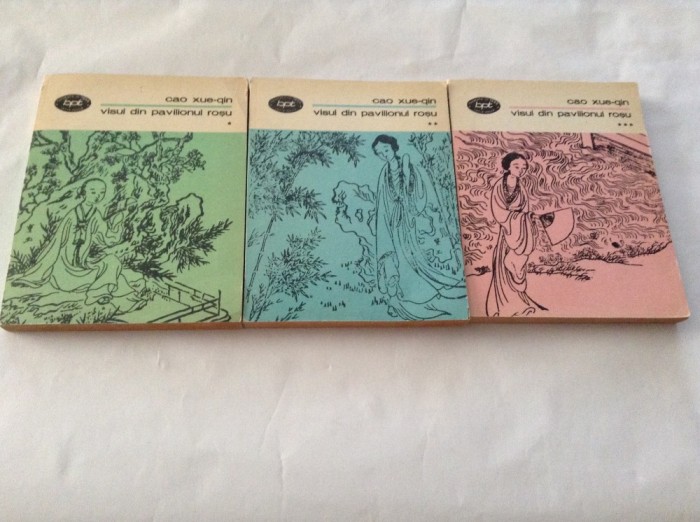 bpt
cao xue-qin
visul din pavilionul roșu
*
bpt
cao xue-qin
visul din pavilionul roșu
**
bpt
cao xue-qin
visul din pavilionul roșu
***